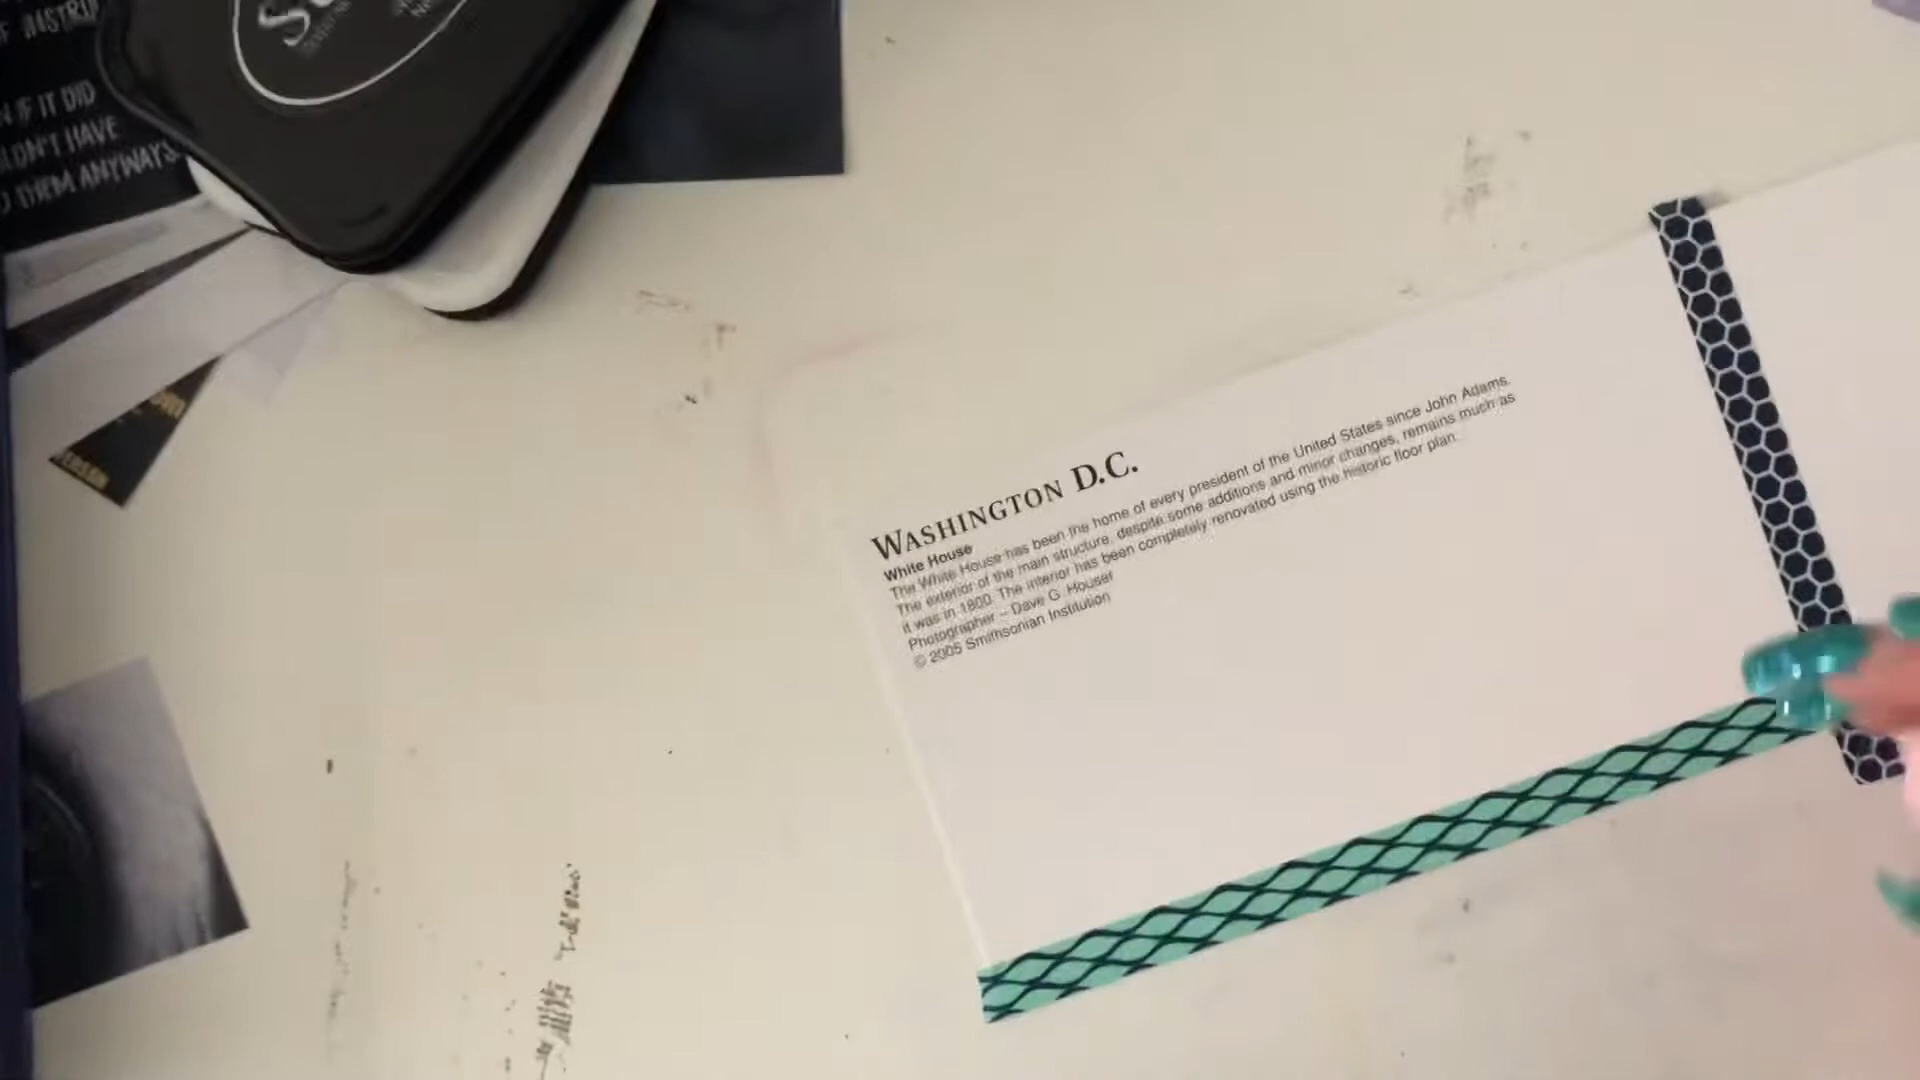 IF IT DID
HAVE
THEM ANYWAYS
WASHINGTON D.C.
White House
The White House has been the home of every president of the United States since John Adams.
The exterior of the main structure, despite some additions and minor changes, remains much as
it was in 1800. The interior has been completely renovated using the historic floor plan.
Photographer – Dave G. Houser
© 2005 Smithsonian Institution